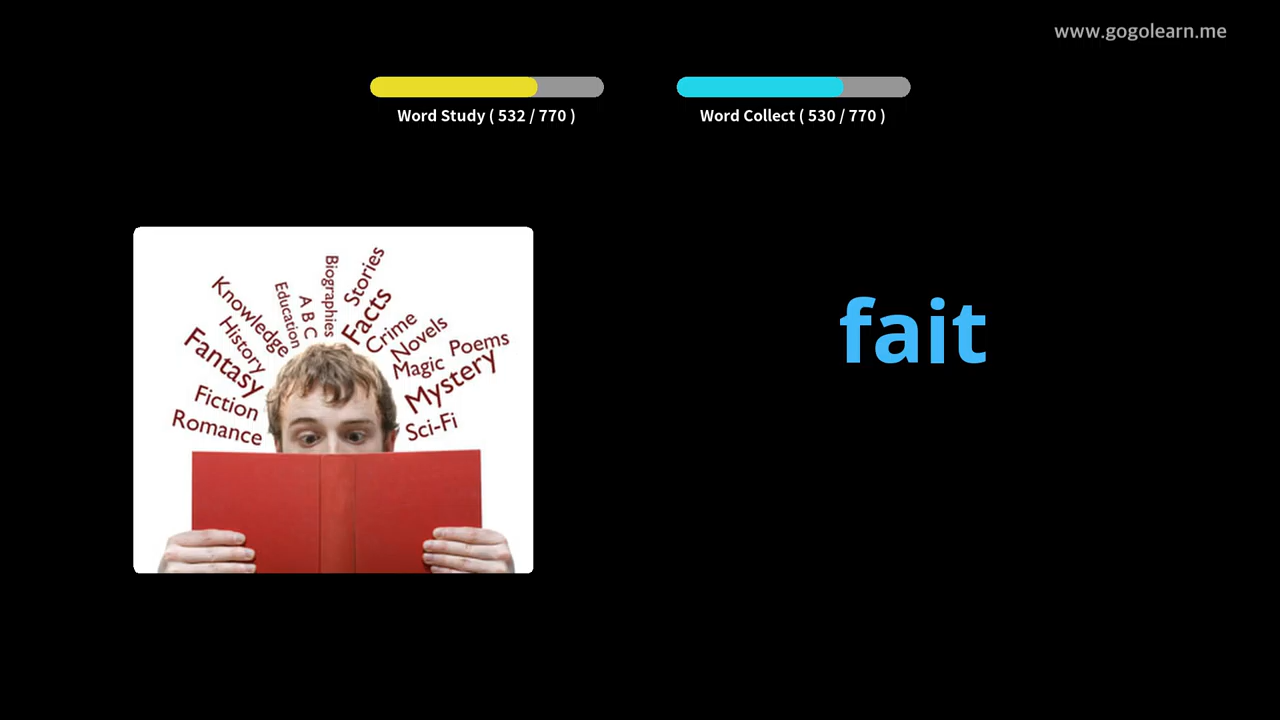 www.gogolearn.me
Word Study ( 532 / 770 )
Word Collect ( 530 / 770 )
fait
Knowledge
Education
A B C
Biographies
Stories
Facts
History
Crime
Novels
Fantasy
Magic
Poems
Mystery
Fiction
Romance
Sci-Fi